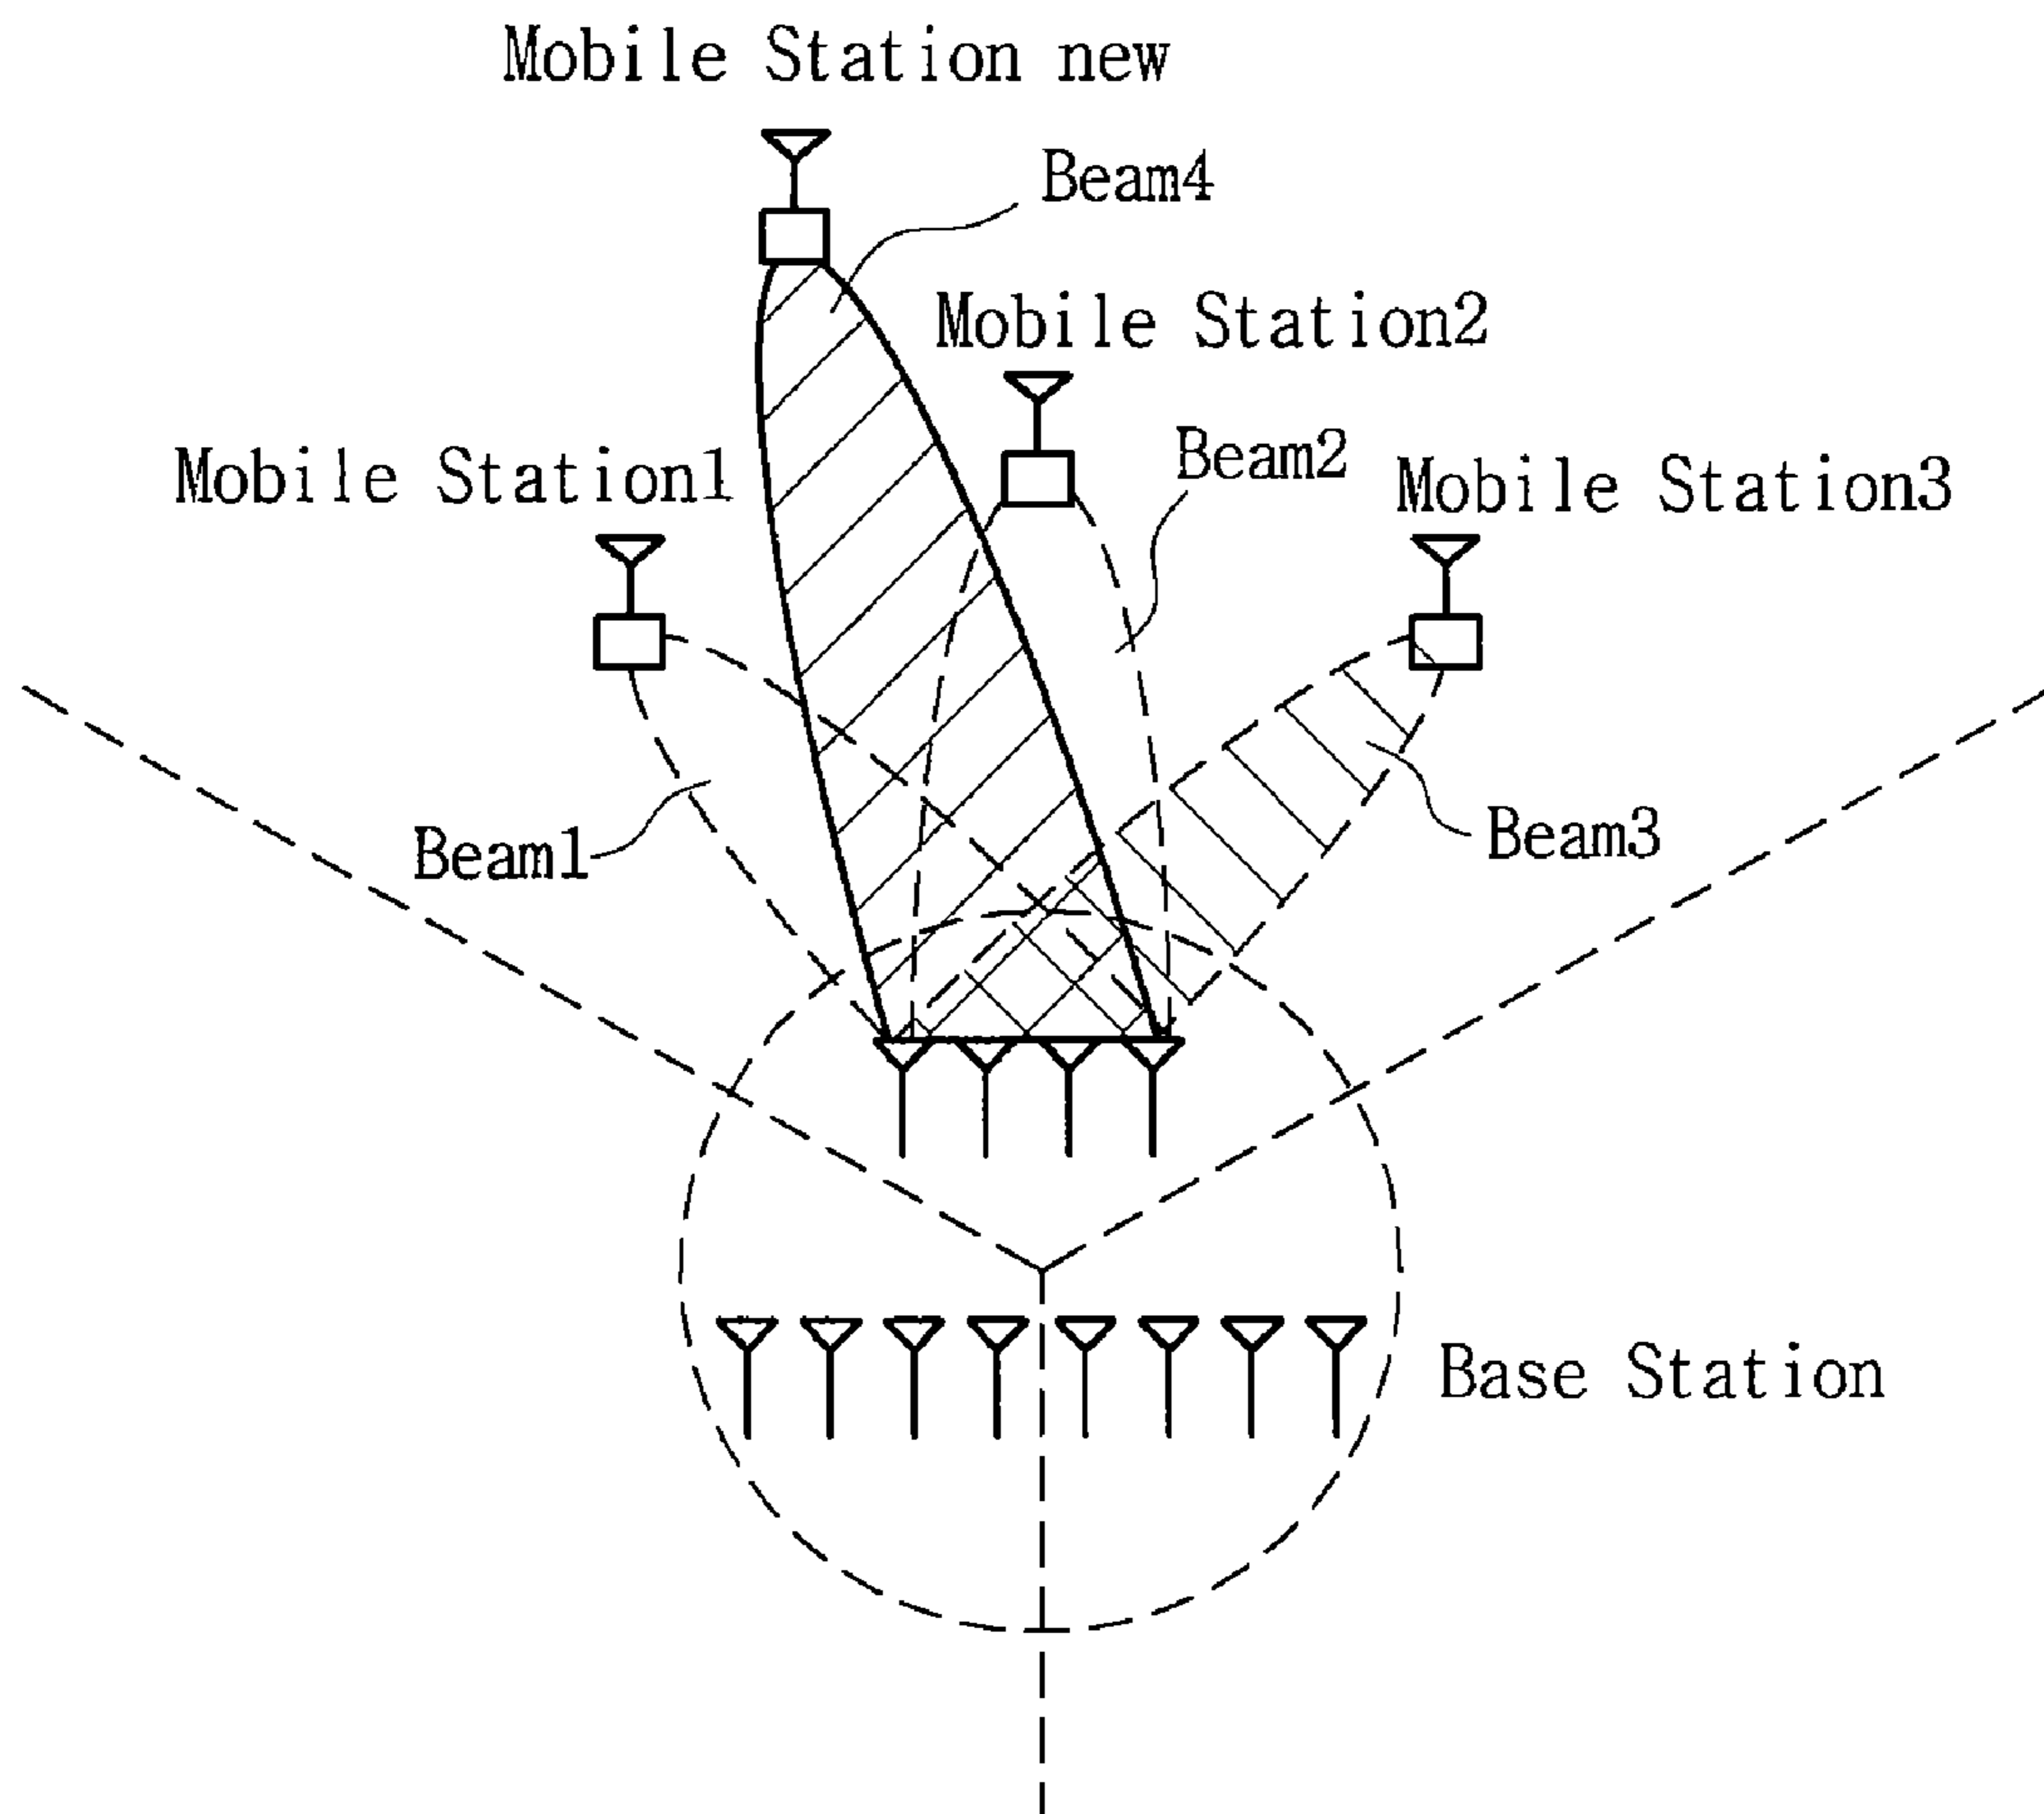 Mobile Station new
Beam4
Mobile Station2
Beam2
Mobile Station1
Mobile Station3
Beam1
Beam3
Base Station